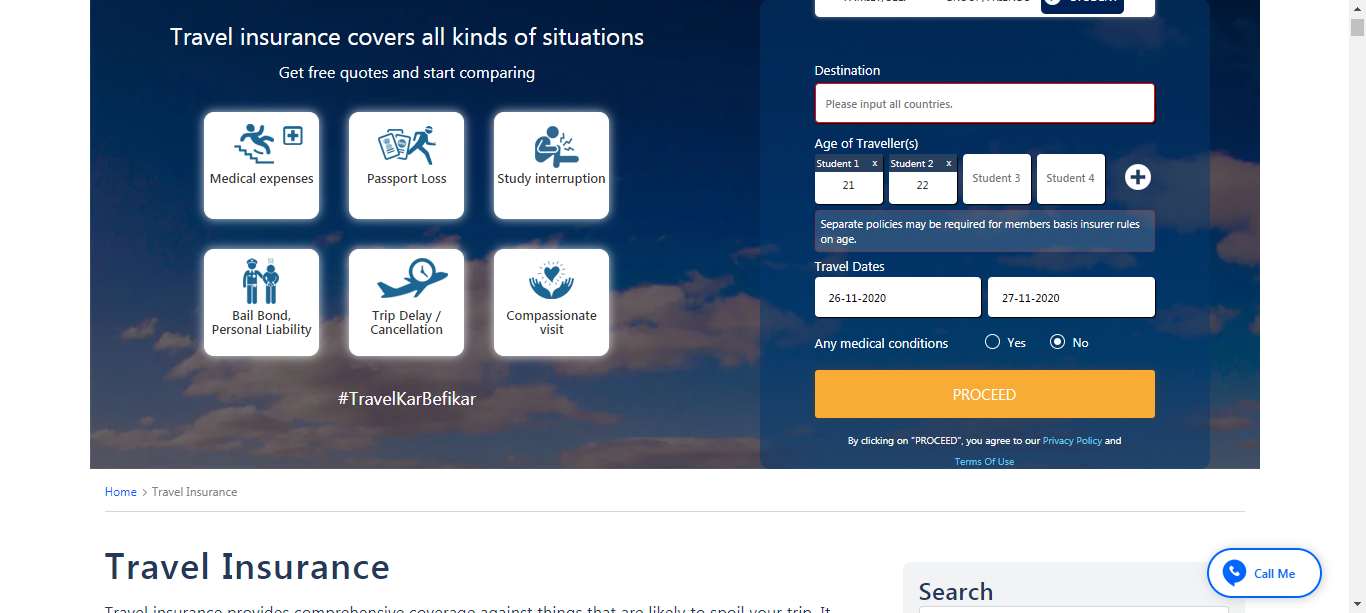 Travel insurance covers all kinds of situations
Get free quotes and start comparing
Medical expenses
Passport Loss
Study interruption
Bail Bond,
Personal Liability
Trip Delay /
Cancellation
Compassionate
visit
#TravelKarBefikar
Destination
Please input all countries.
Age of Traveller(s)
Student 1 x
Student 2 x
21
22
Student 3
Student 4
Separate policies may be required for members basis insurer rules
on age.
Travel Dates
26-11-2020
27-11-2020
Any medical conditions
Yes
No
PROCEED
By clicking on "PROCEED", you agree to our Privacy Policy and
Terms Of Use
Home > Travel Insurance
Travel Insurance
Travel insurance provides comprehensive coverage against things that are likely to spoil your trip. It
Search
Call Me